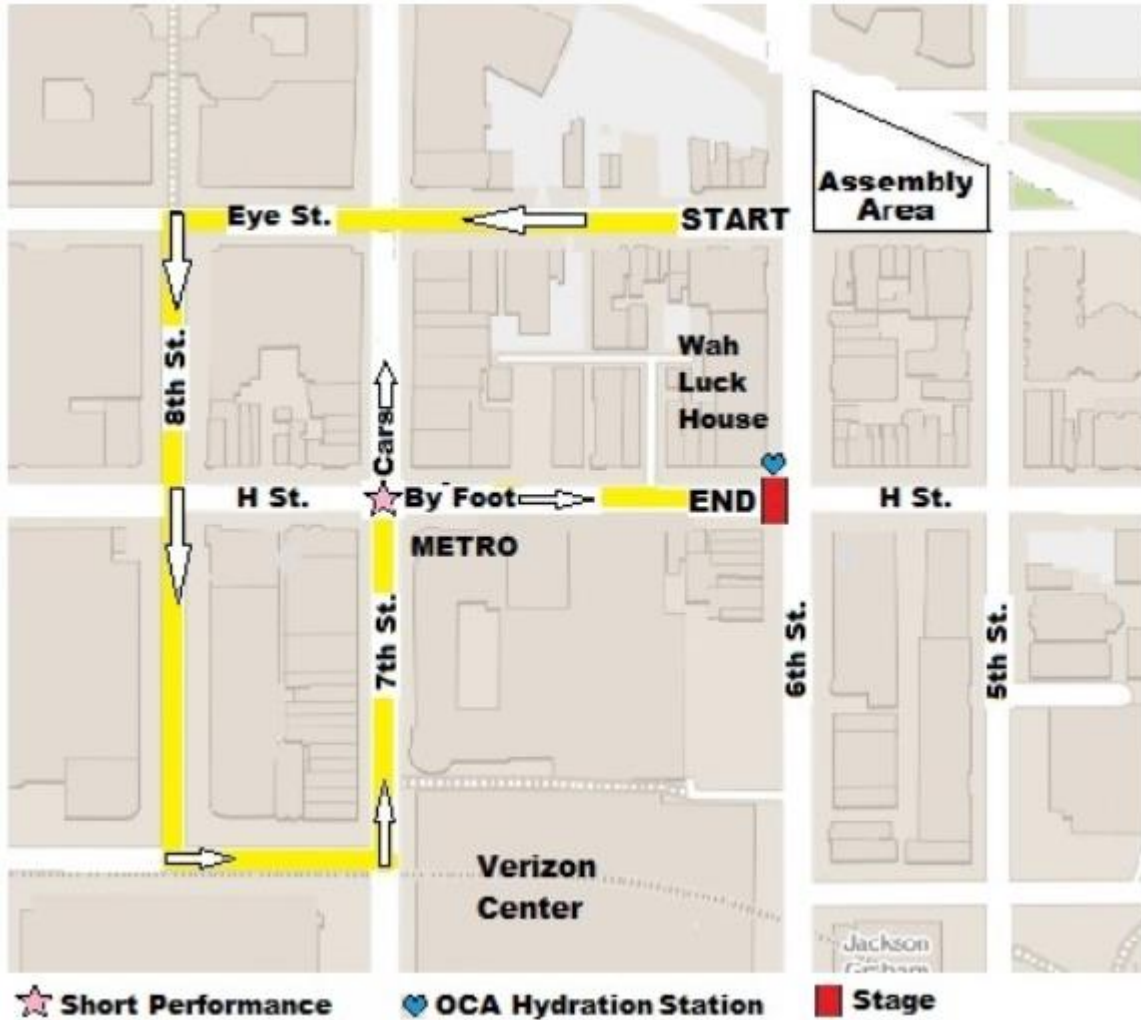 Assembly
Area
Eye St.
START
8th St.
Wah
Luck
House
Cars
H St.
By Foot
END
H St.
METRO
7th St.
6th St.
5th St.
Verizon
Center
Jackson
Graham
Short Performance
OCA Hydration Station
Stage